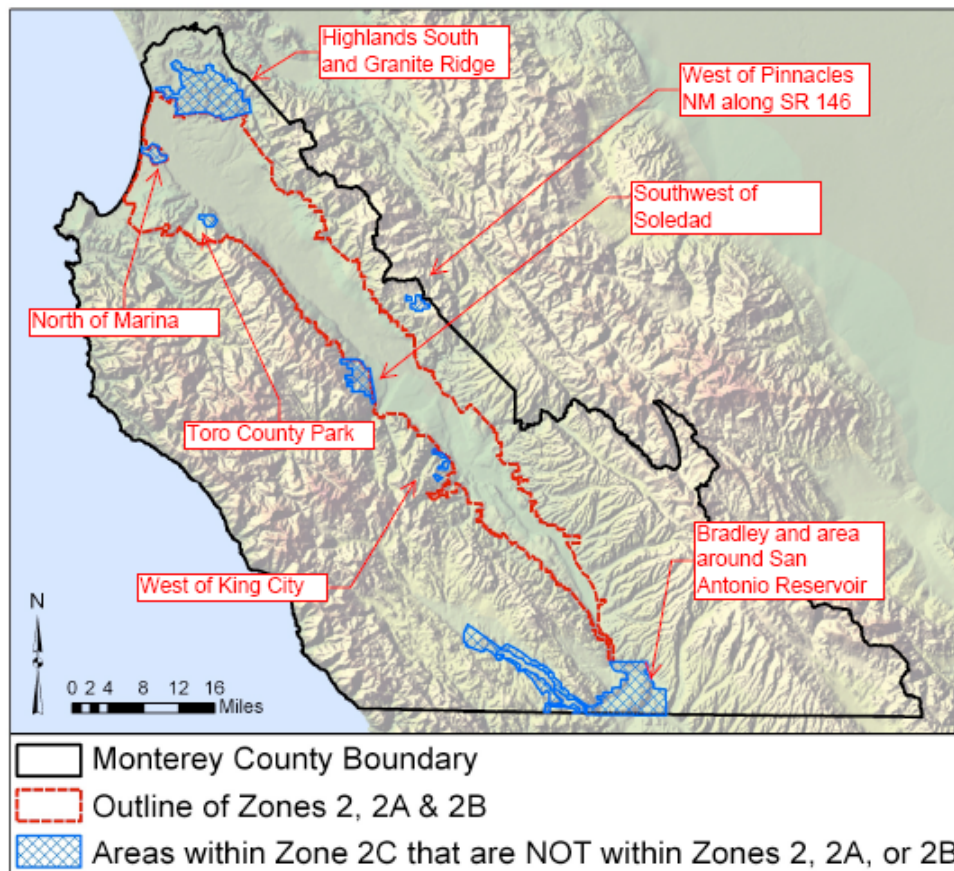 Highlands South
and Granite Ridge
West of Pinnacles
NM along SR 146
Southwest of
Soledad
North of Marina
Toro County Park
West of King City
Bradley and area
around San
Antonio Reservoir
N
0 2 4 8 12 16
Miles
Monterey County Boundary
Outline of Zones 2, 2A & 2B
Areas within Zone 2C that are NOT within Zones 2, 2A, or 2B